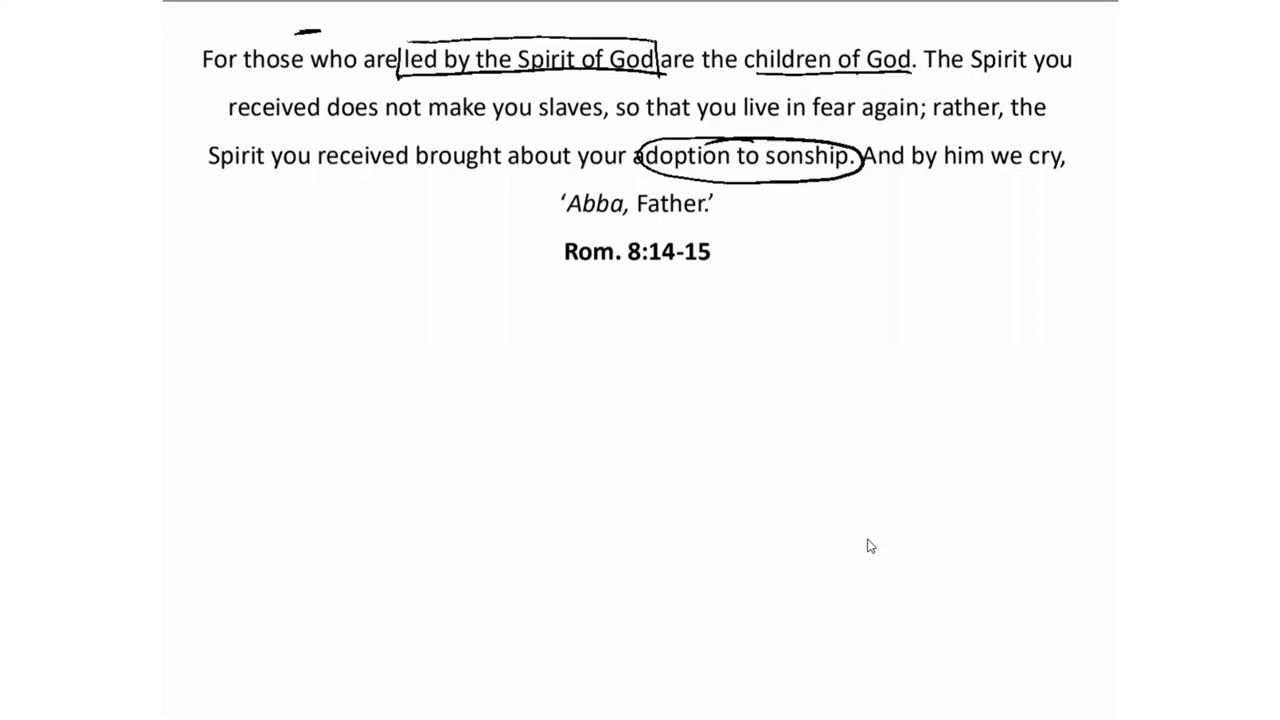 For those who are led by the Spirit of God are the children of God. The Spirit you
received does not make you slaves, so that you live in fear again; rather, the
Spirit you received brought about your adoption to sonship. And by him we cry,
‘Abba, Father.’
Rom. 8:14-15